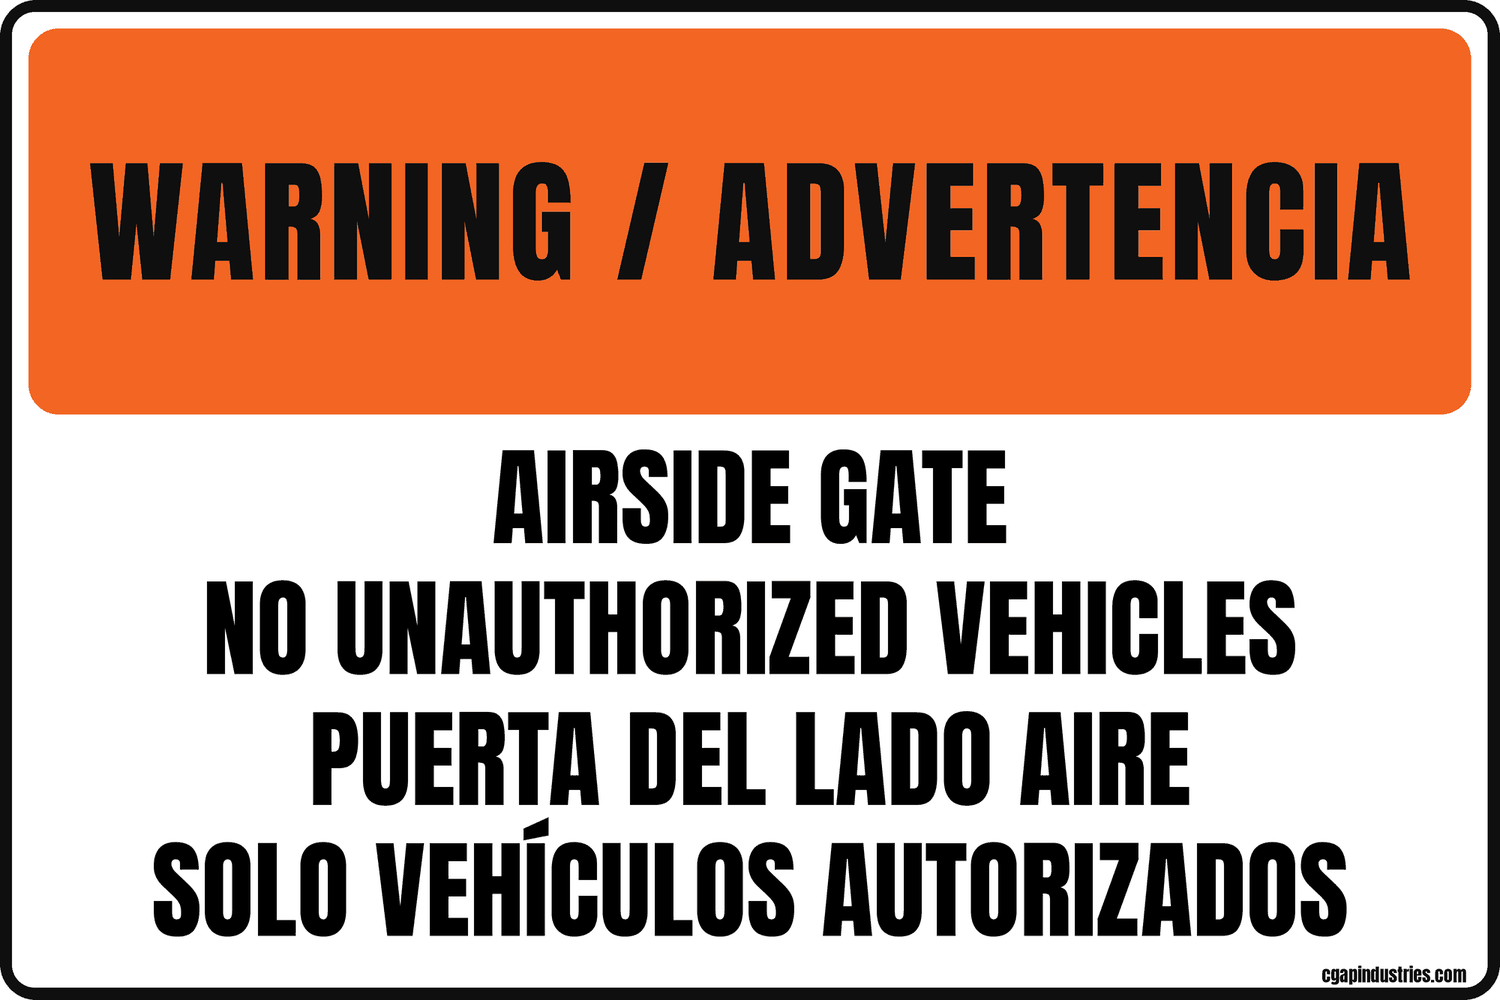 WARNING / ADVERTENCIA
AIRSIDE GATE
NO UNAUTHORIZED VEHICLES
PUERTA DEL LADO AIRE
SOLO VEHÍCULOS AUTORIZADOS
cgapindustries.com